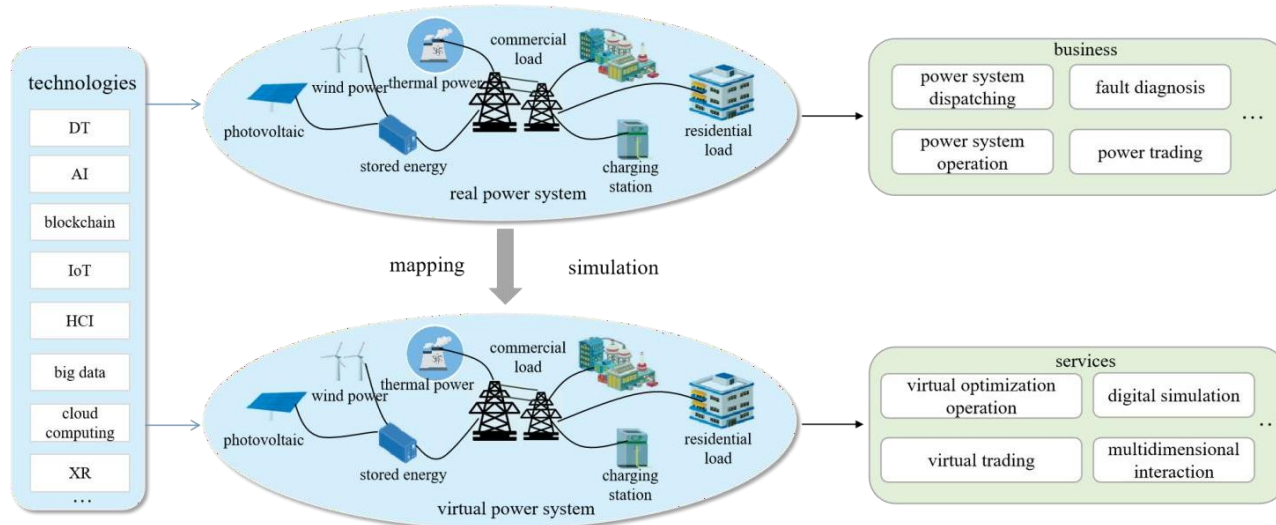 technologies
DT
AI
blockchain
IoT
HCI
big data
cloud
computing
XR
...
wind power
thermal power
commercial
load
photovoltaic
stored energy
charging
station
residential
load
real power system
business
power system
dispatching
fault diagnosis
power system
operation
power trading
...
mapping
simulation
wind power
thermal power
commercial
load
photovoltaic
stored energy
charging
station
residential
load
virtual power system
services
virtual optimization
operation
digital simulation
virtual trading
multidimensional
interaction
...